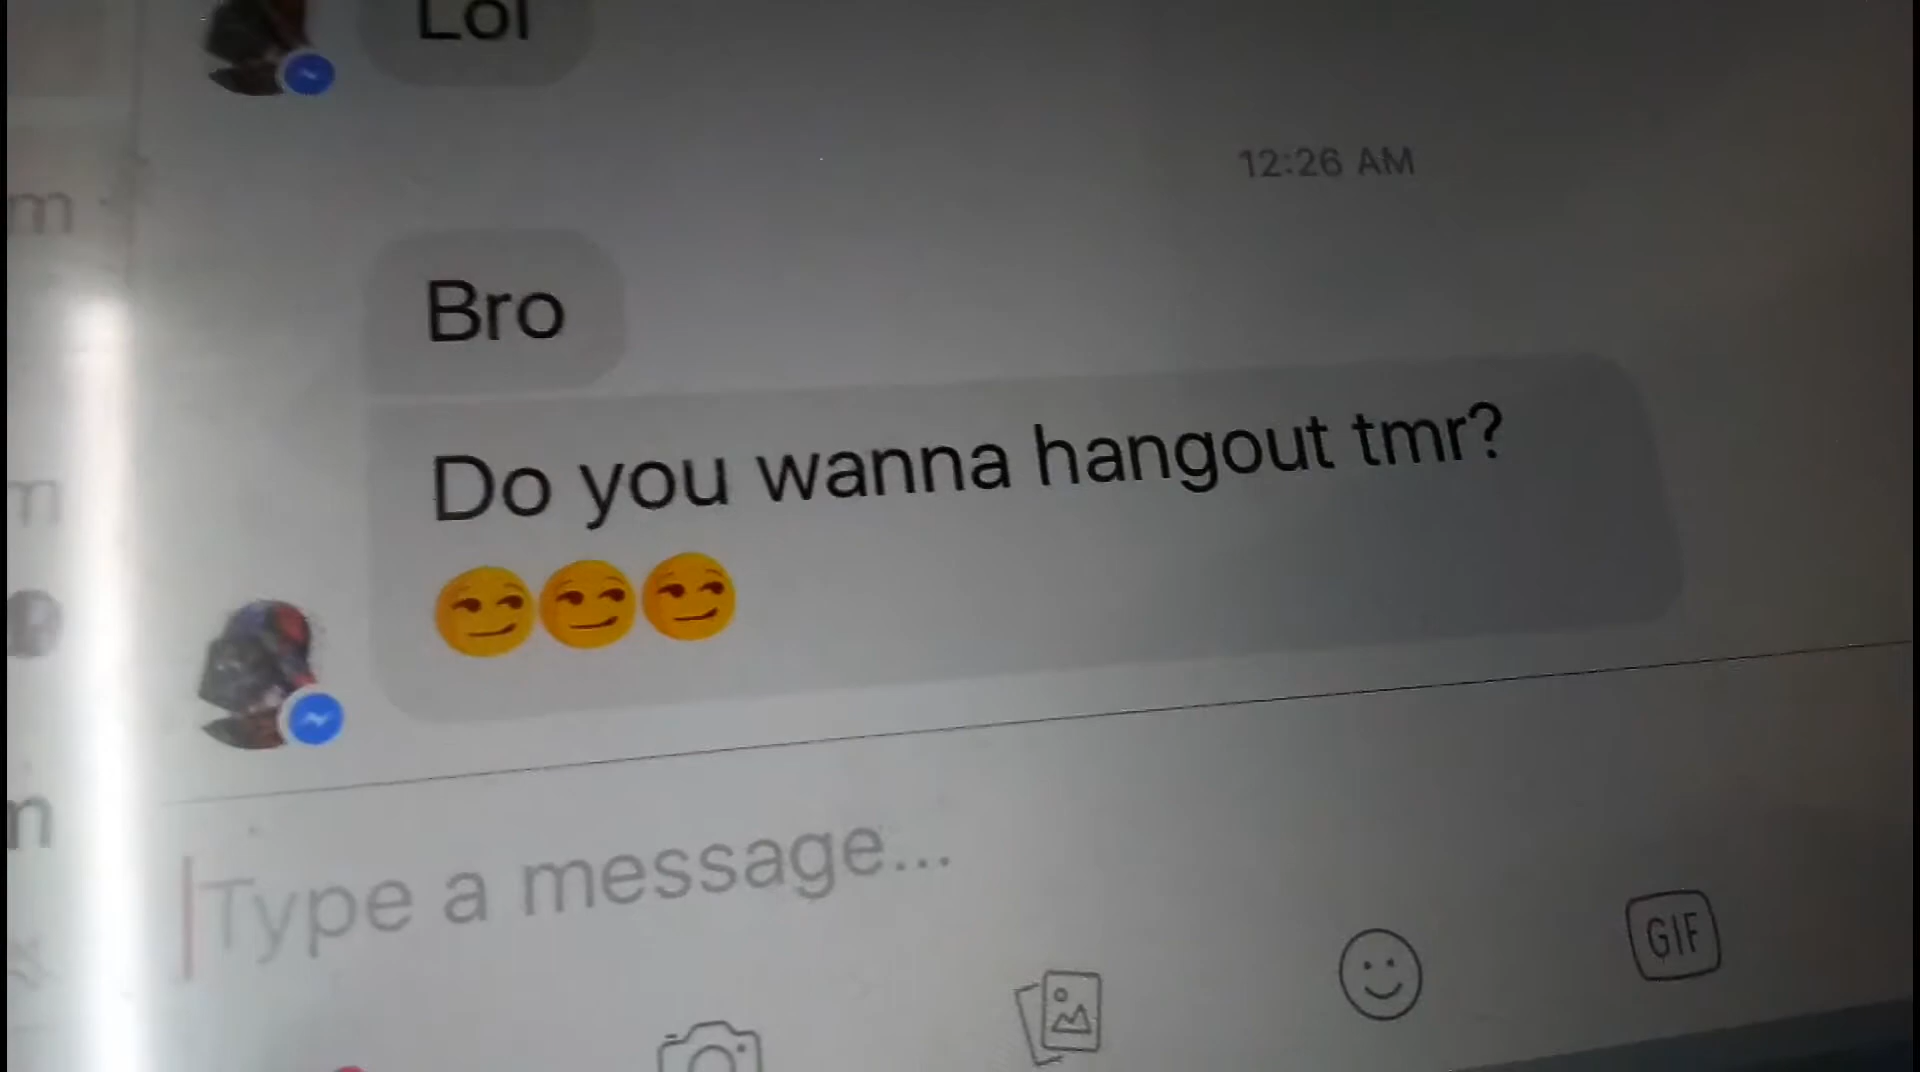 Lol
12:26 AM
Bro
Do you wanna hangout tmr?
😏😏😏
Type a message...
GIF